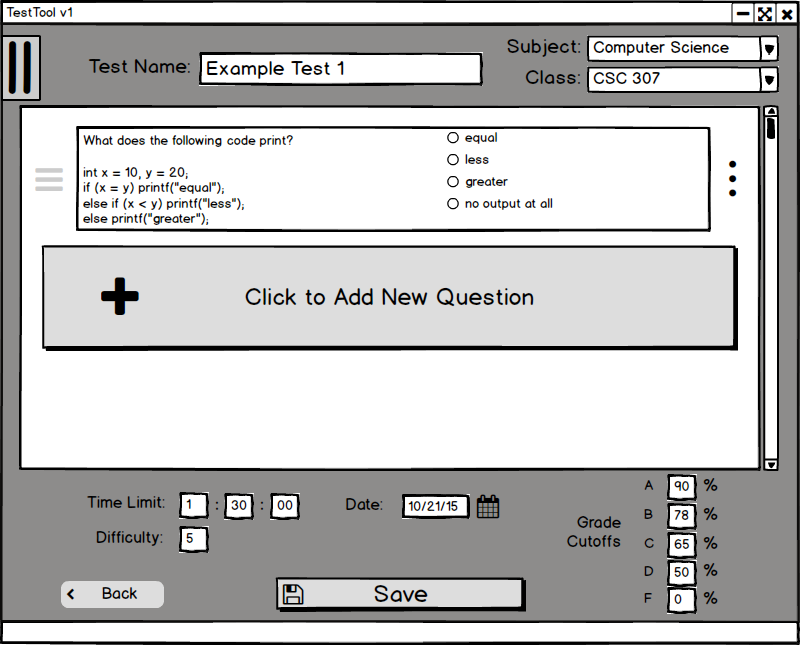 TestTool v1
Test Name: Example Test 1
Subject: Computer Science
Class: CSC 307
What does the following code print?
int x = 10, y = 20;
if (x = y) printf("equal");
else if (x < y) printf("less");
else printf("greater");
equal
less
greater
no output at all
Click to Add New Question
Time Limit: 1 : 30 : 00
Date: 10/21/15
Difficulty: 5
Grade
Cutoffs
A 90 %
B 78 %
C 65 %
D 50 %
F 0 %
< Back
Save